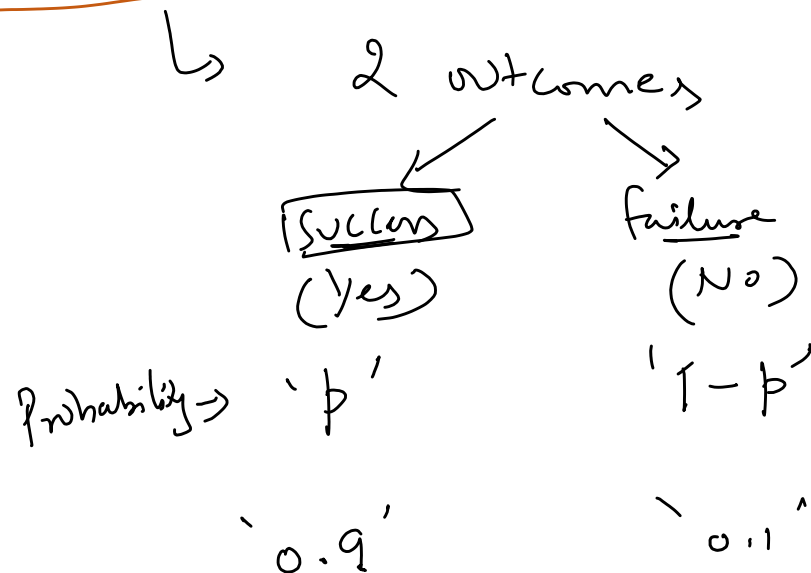 ↳ 2 outcomes
Success failure
(Yes) (No)
Probability → 'p' '1 - p'
'0.9' '0.1'